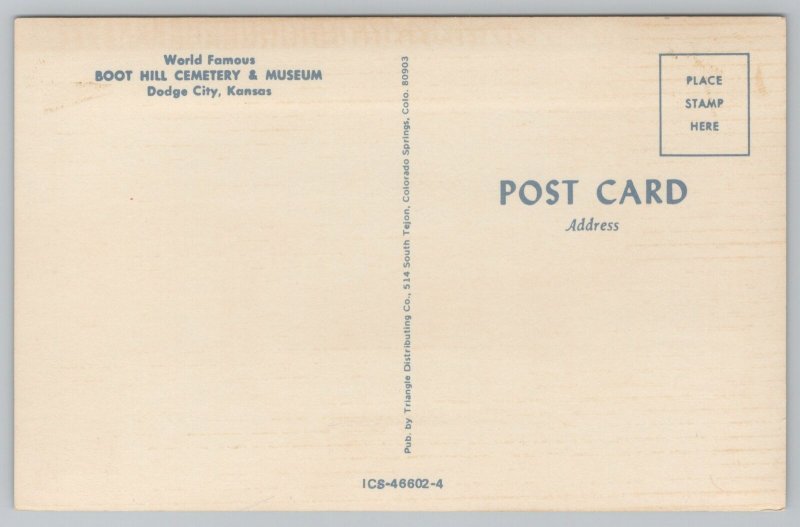 World Famous
BOOT HILL CEMETERY & MUSEUM
Dodge City, Kansas
Pub. by Triangle Distributing Co., 514 South Tejon, Colorado Springs, Colo. 80903
PLACE
STAMP
HERE
POST CARD
Address
ICS-46602-4